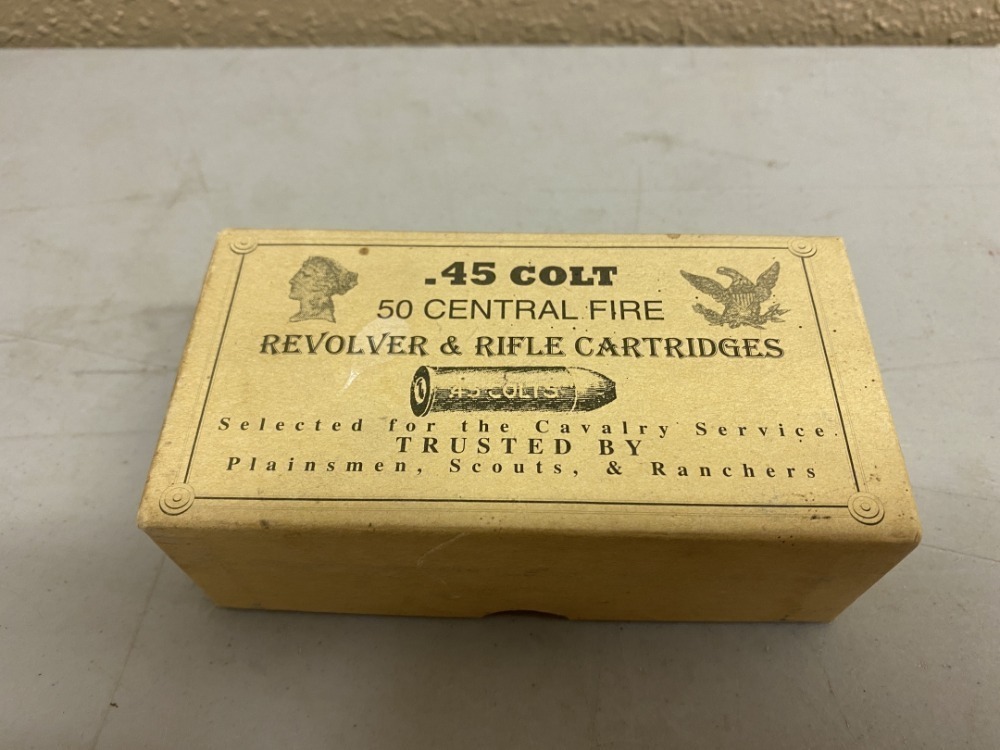 .45 COLT
50 CENTRAL FIRE
REVOLVER & RIFLE CARTRIDGES
.45 COLTS
Selected for the Cavalry Service.
TRUSTED BY
Plainsmen, Scouts, & Ranchers